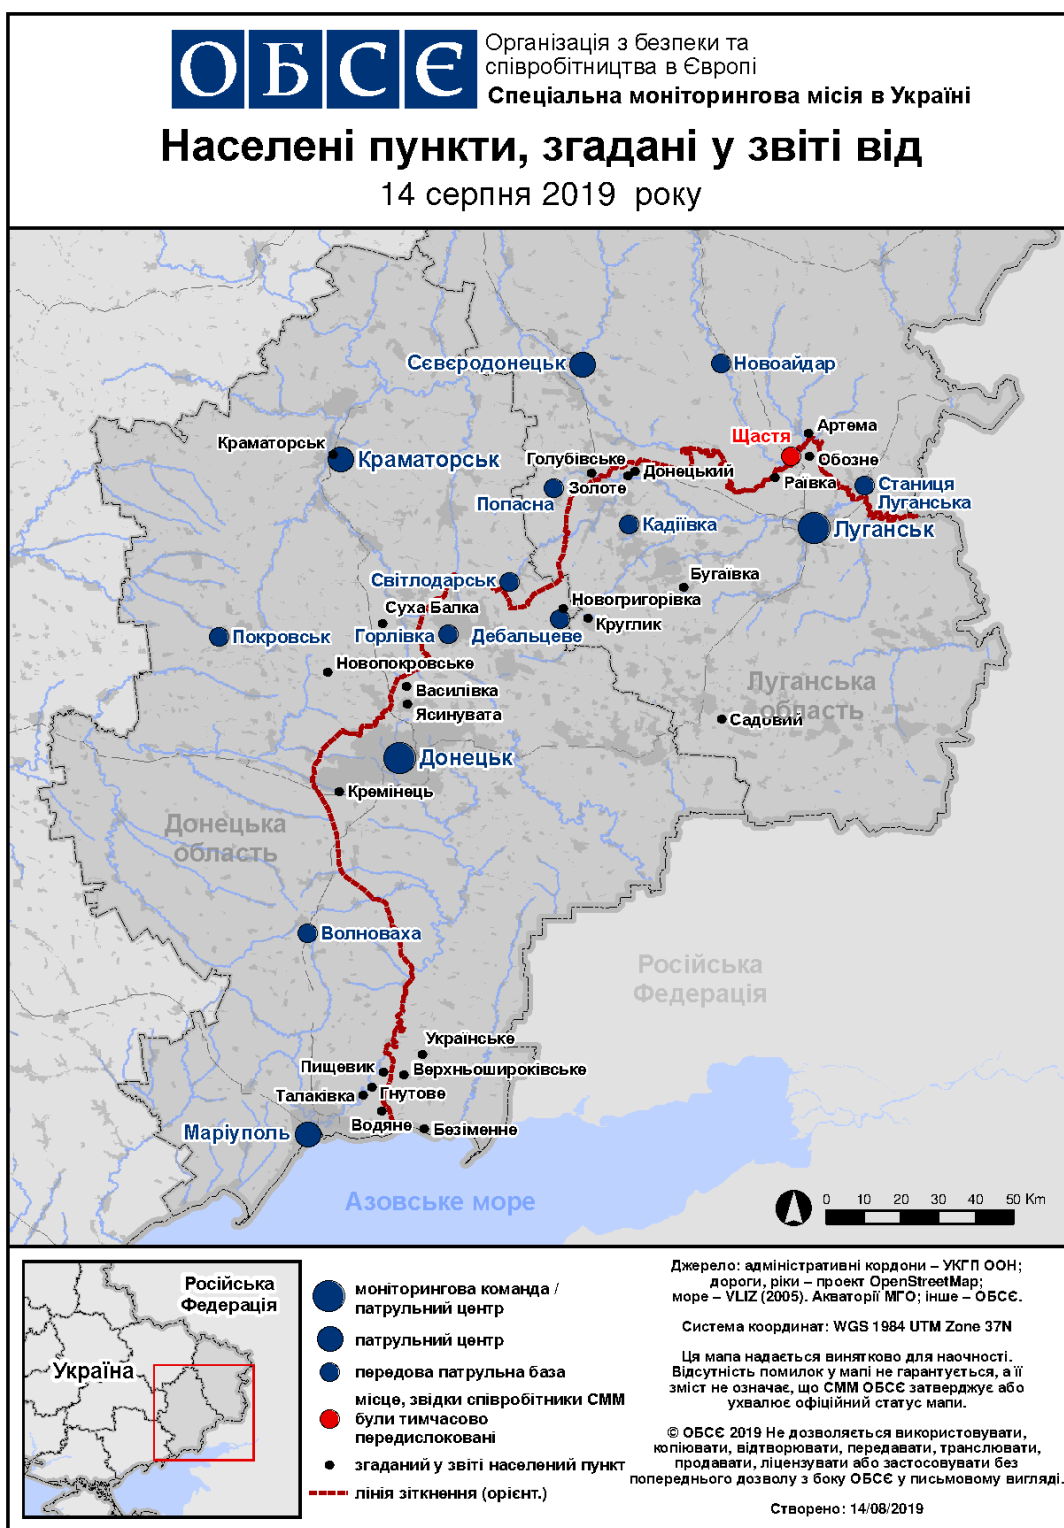 ОБСЄ
Організація з безпеки та
співробітництва в Європі
Спеціальна моніторингова місія в Україні
Населені пункти, згадані у звіті від
14 серпня 2019 року
Сєвєродонецьк
Новоайдар
Артема
Щастя
Краматорськ
Краматорськ
Голубівське
Донецький
Обозне
Золоте
Раївка
Станиця
Луганська
Попасна
Кадіївка
Луганськ
Світлодарськ
Бугаївка
Суха Балка
Новогригорівка
Круглик
Покровськ
Горлівка
Дебальцеве
Новопокровське
Василівка
Ясинувата
Луганська
область
Садовий
Донецьк
Кремінець
Донецька
область
Волноваха
Російська
Федерація
Українське
Пищевик
Верхньошироківське
Талаківка
Гнутове
Водяне
Безіменне
Маріуполь
Азовське море
0 10 20 30 40 50 Km
Російська
Федерація
Україна
моніторингова команда /
патрульний центр
патрульний центр
передова патрульна база
місце, звідки співробітники СММ
були тимчасово
передислоковані
згаданий у звіті населений пункт
лінія зіткнення (орієнт.)
Джерело: адміністративні кордони – УКГП ООН;
дороги, ріки – проект OpenStreetMap;
море – VLIZ (2005). Акваторії МГО; інше – ОБСЄ.
Система координат: WGS 1984 UTM Zone 37N
Ця мапа надається винятково для наочності.
Відсутність помилок у мапі не гарантується, а її
зміст не означає, що СММ ОБСЄ затверджує або
ухвалює офіційний статус мапи.
© ОБСЄ 2019 Не дозволяється використовувати,
копіювати, відтворювати, передавати, транслювати,
продавати, ліцензувати або застосовувати без
попереднього дозволу з боку ОБСЄ у письмовому вигляді.
Створено: 14/08/2019